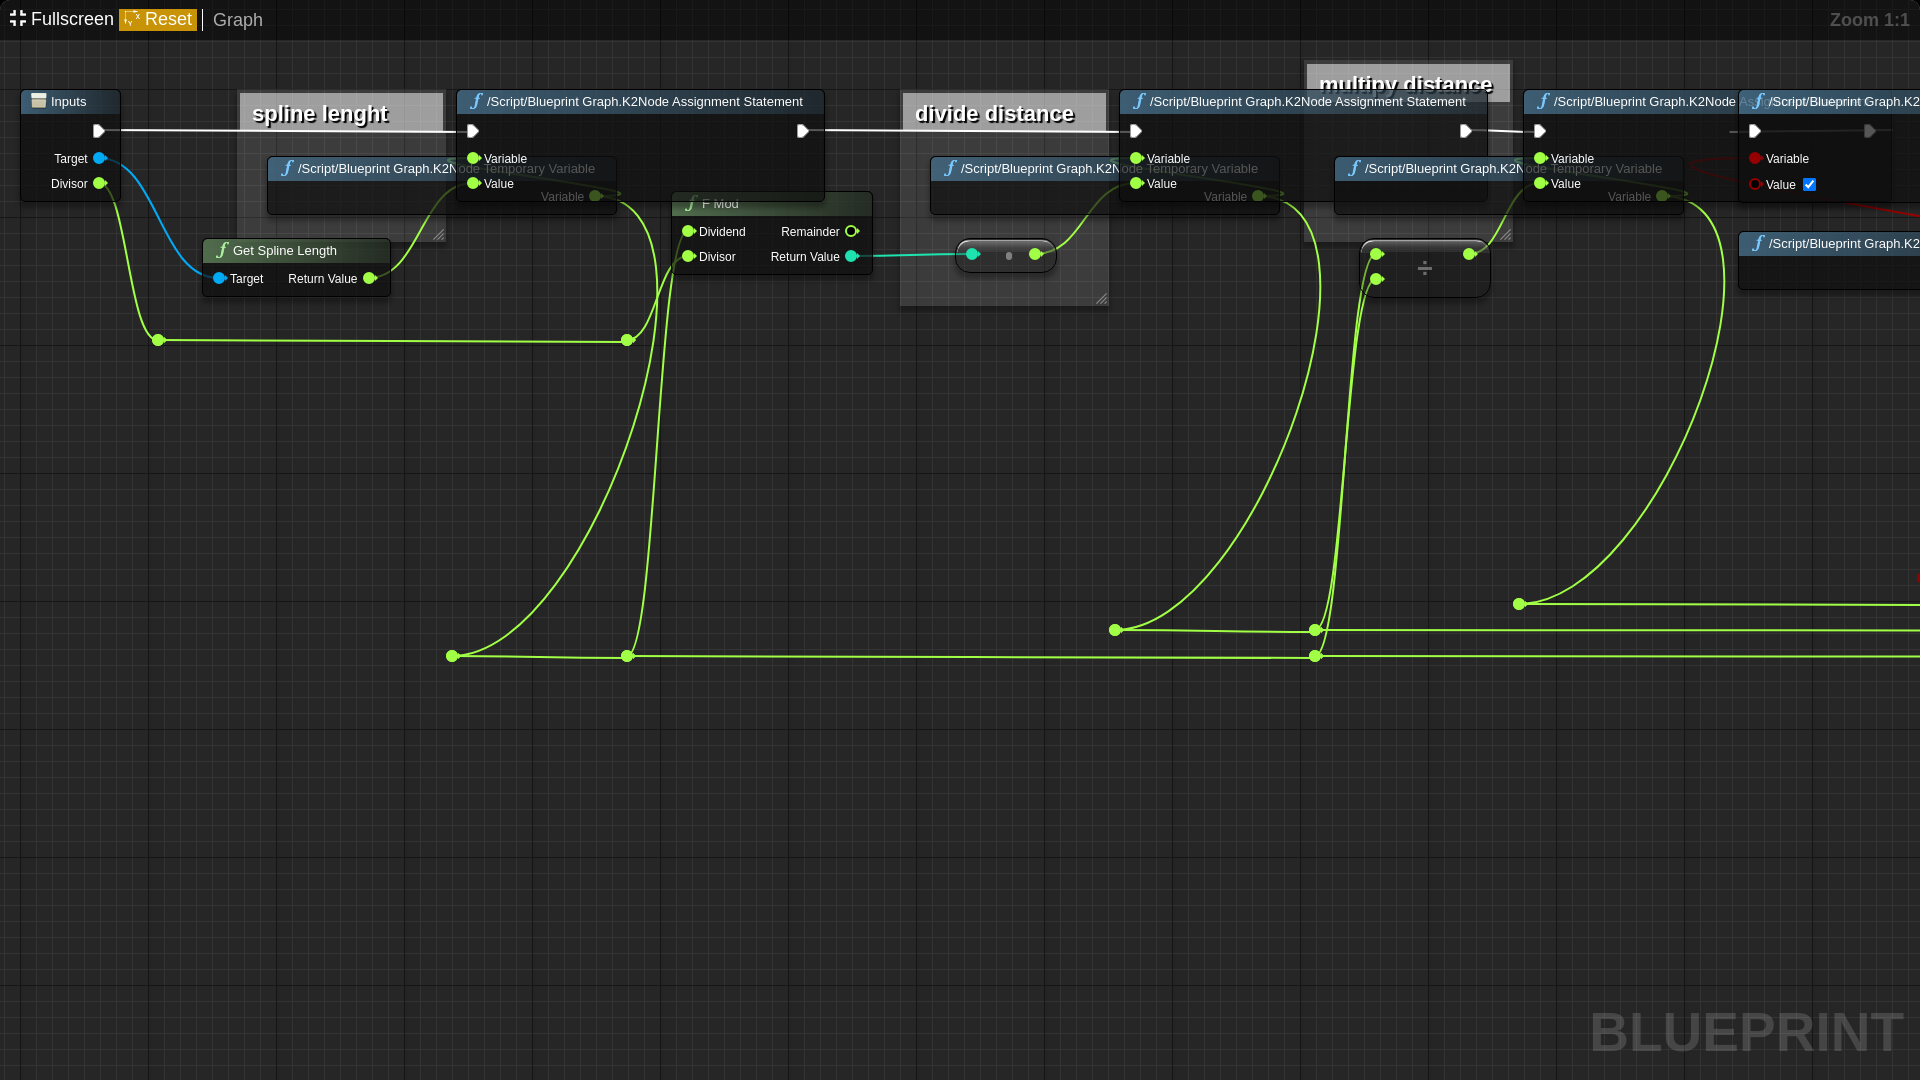 Fullscreen Reset Graph Zoom 1:1
Inputs
Target
Divisor
spline lenght
/Script/Blueprint Graph.K2Node Assignment Statement
Variable
Value
/Script/Blueprint Graph.K2Node Temporary Variable
Variable
Get Spline Length
Target Return Value
F Mod
Dividend Remainder
Divisor Return Value
divide distance
/Script/Blueprint Graph.K2Node Assignment Statement
Variable
Value
/Script/Blueprint Graph.K2Node Temporary Variable
Variable
multipy distance
÷
/Script/Blueprint Graph.K2Node
Variable
Value
/Script/Blueprint Graph.K2Node Temporary Variable
Variable
/Script/Blueprint Graph.K2
Variable
Value
/Script/Blueprint Graph.K2
BLUEPRINT